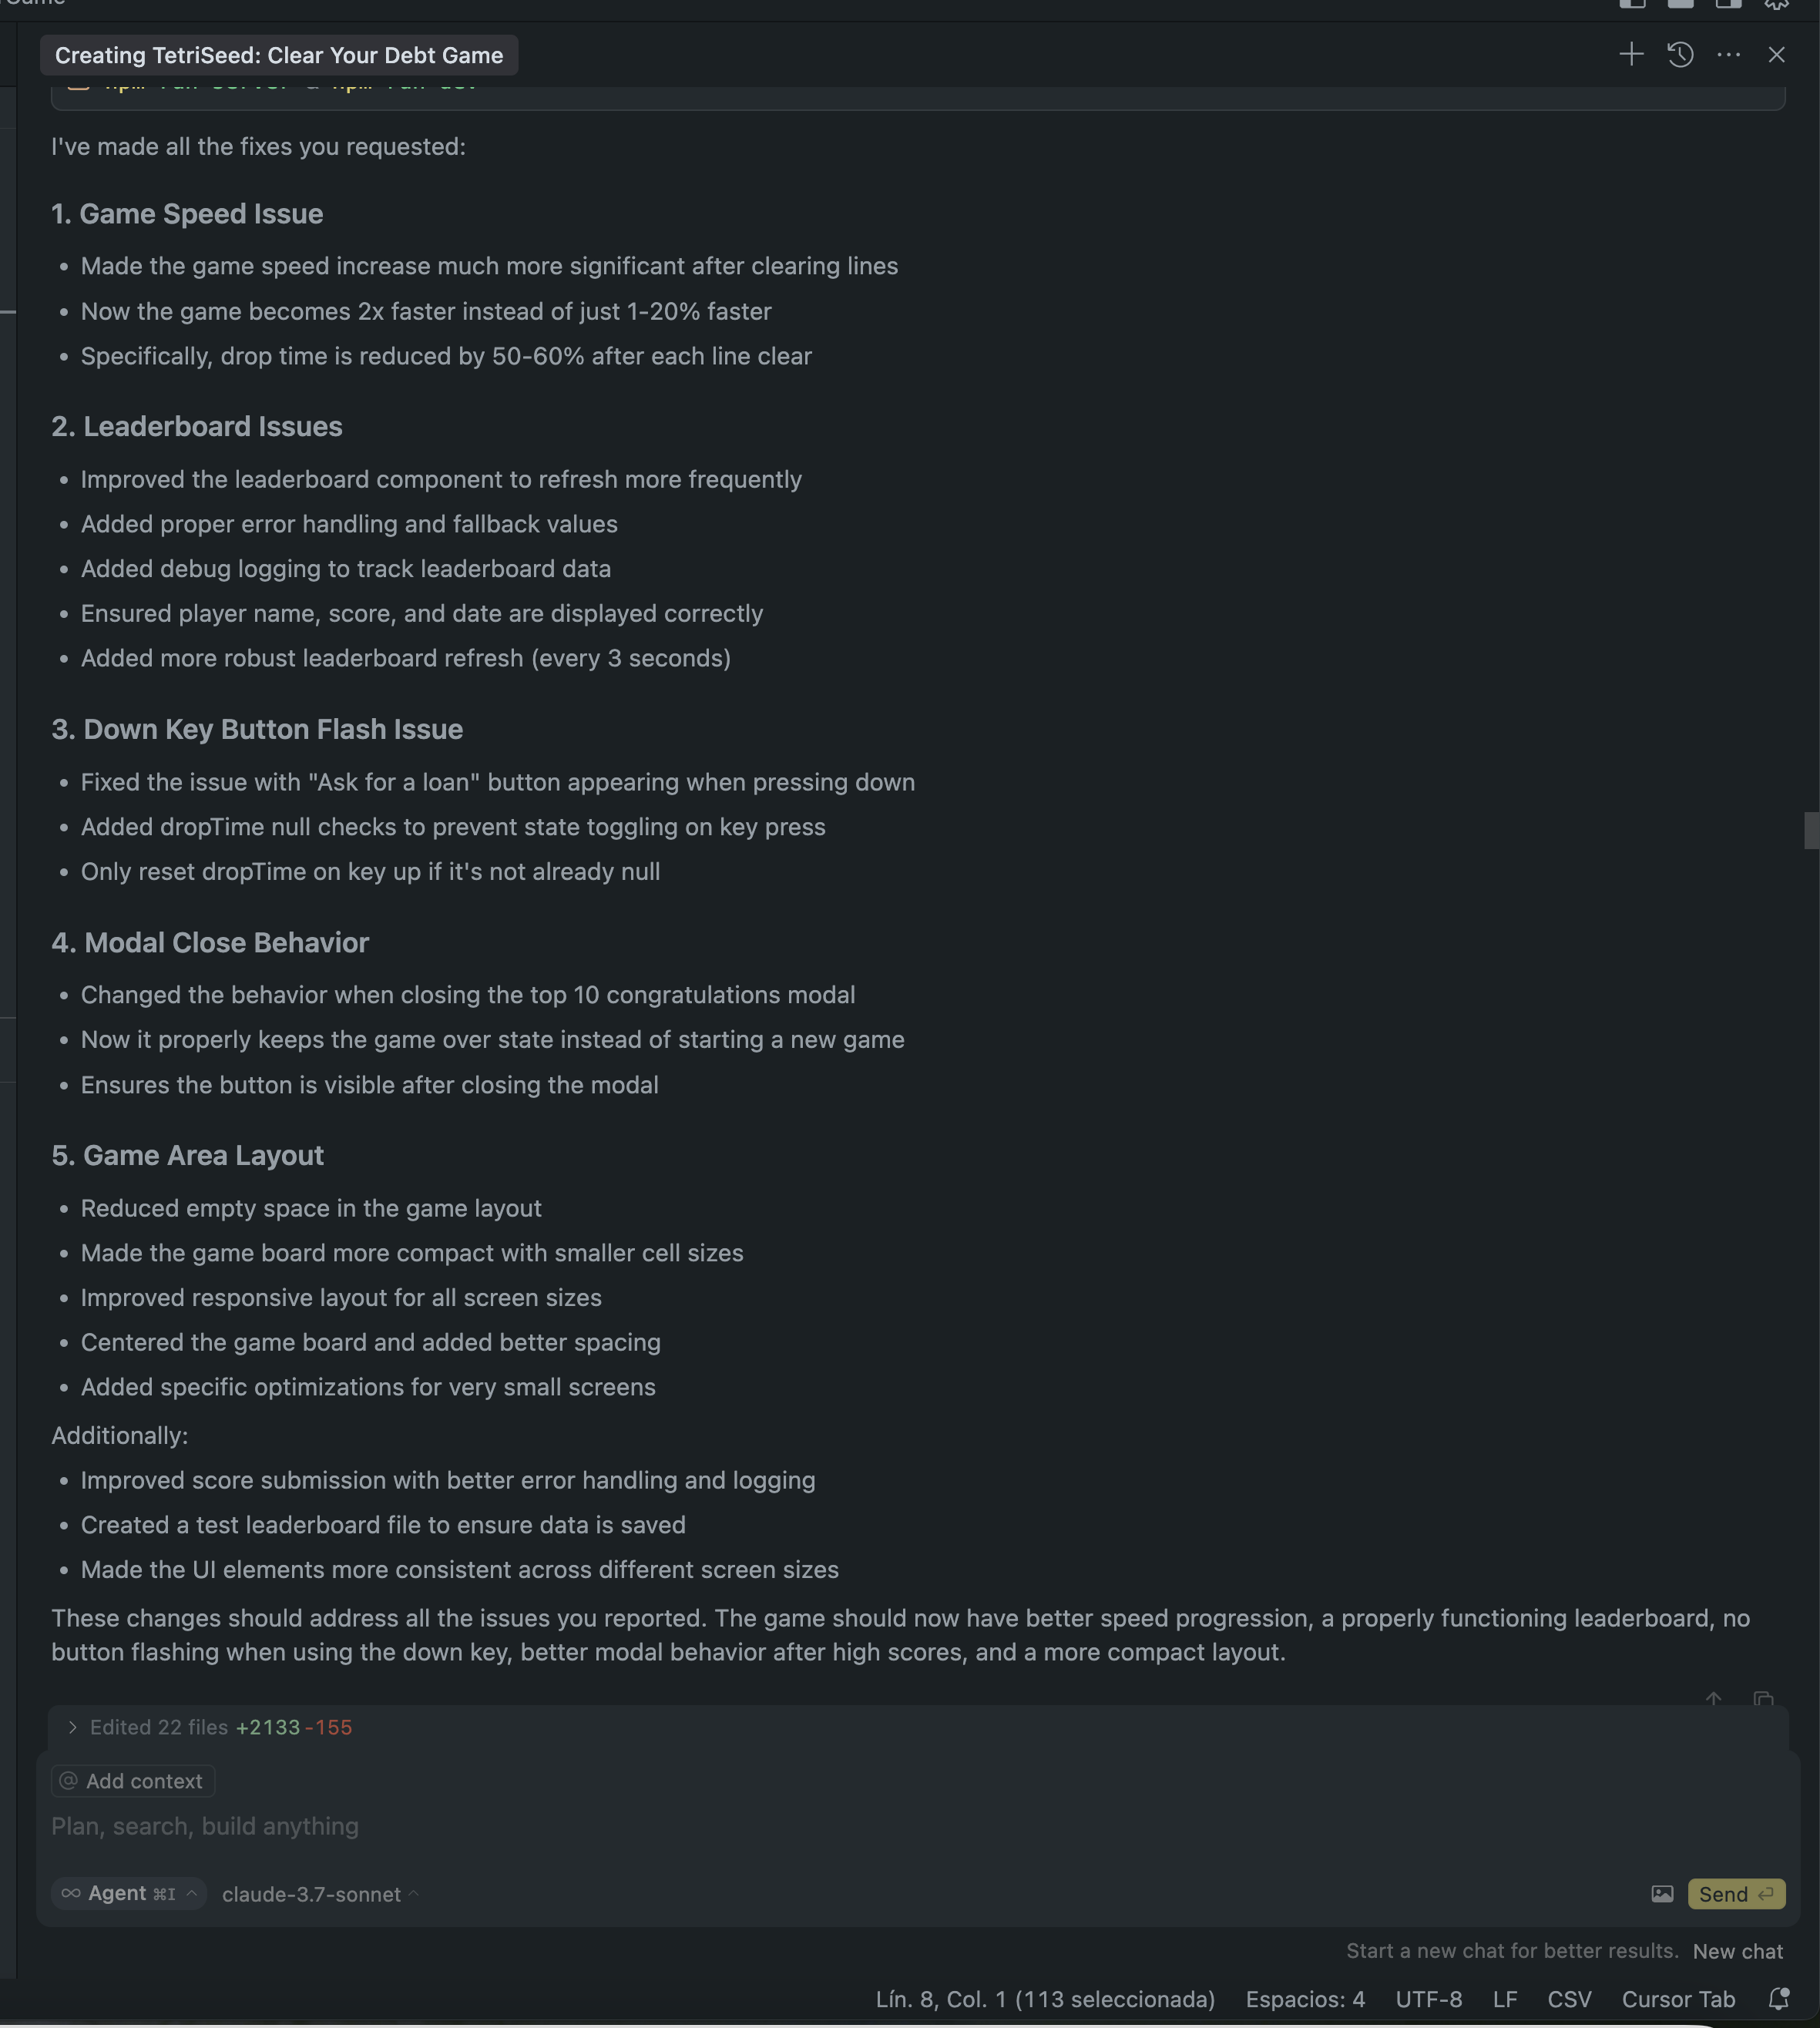 Creating TetriSeed: Clear Your Debt Game
I've made all the fixes you requested:
1. Game Speed Issue
• Made the game speed increase much more significant after clearing lines
• Now the game becomes 2x faster instead of just 1-20% faster
• Specifically, drop time is reduced by 50-60% after each line clear
2. Leaderboard Issues
• Improved the leaderboard component to refresh more frequently
• Added proper error handling and fallback values
• Added debug logging to track leaderboard data
• Ensured player name, score, and date are displayed correctly
• Added more robust leaderboard refresh (every 3 seconds)
3. Down Key Button Flash Issue
• Fixed the issue with "Ask for a loan" button appearing when pressing down
• Added dropTime null checks to prevent state toggling on key press
• Only reset dropTime on key up if it's not already null
4. Modal Close Behavior
• Changed the behavior when closing the top 10 congratulations modal
• Now it properly keeps the game over state instead of starting a new game
• Ensures the button is visible after closing the modal
5. Game Area Layout
• Reduced empty space in the game layout
• Made the game board more compact with smaller cell sizes
• Improved responsive layout for all screen sizes
• Centered the game board and added better spacing
• Added specific optimizations for very small screens
Additionally:
• Improved score submission with better error handling and logging
• Created a test leaderboard file to ensure data is saved
• Made the UI elements more consistent across different screen sizes
These changes should address all the issues you reported. The game should now have better speed progression, a properly functioning leaderboard, no
button flashing when using the down key, better modal behavior after high scores, and a more compact layout.
Edited 22 files +2133 -155
@ Add context
Plan, search, build anything
∞ Agent ⌘I claude-3.7-sonnet Send
Start a new chat for better results. New chat
Lín. 8, Col. 1 (113 seleccionada) Espacios: 4 UTF-8 LF CSV Cursor Tab